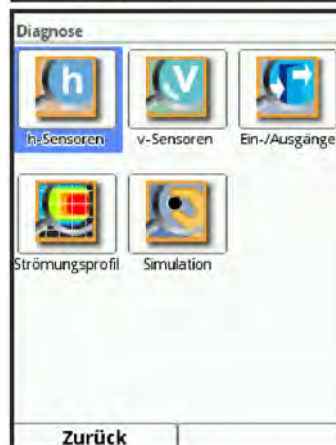 Diagnose
h
V
h-Sensoren v-Sensoren Ein-/Ausgänge
Strömungsprofil Simulation
Zurück